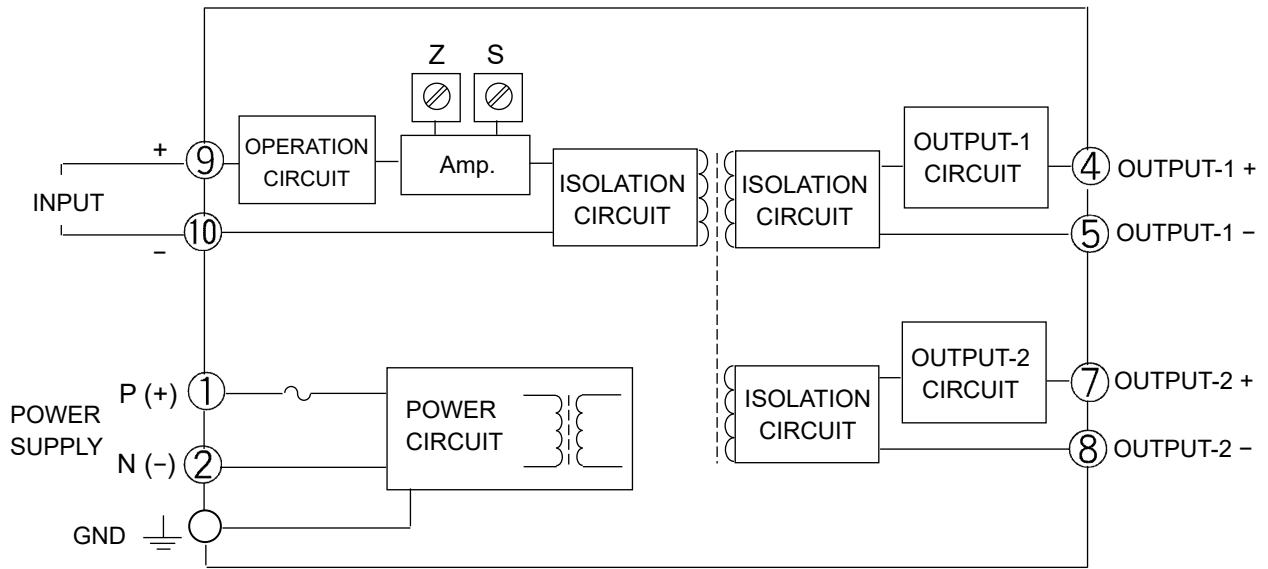 Z
S
+
9
OPERATION
CIRCUIT
Amp.
ISOLATION
CIRCUIT
ISOLATION
CIRCUIT
OUTPUT-1
CIRCUIT
4
OUTPUT-1 +
INPUT
10
−
5
OUTPUT-1 −
POWER
SUPPLY
P (+)
1
N (−)
2
GND
POWER
CIRCUIT
ISOLATION
CIRCUIT
OUTPUT-2
CIRCUIT
7
OUTPUT-2 +
8
OUTPUT-2 −